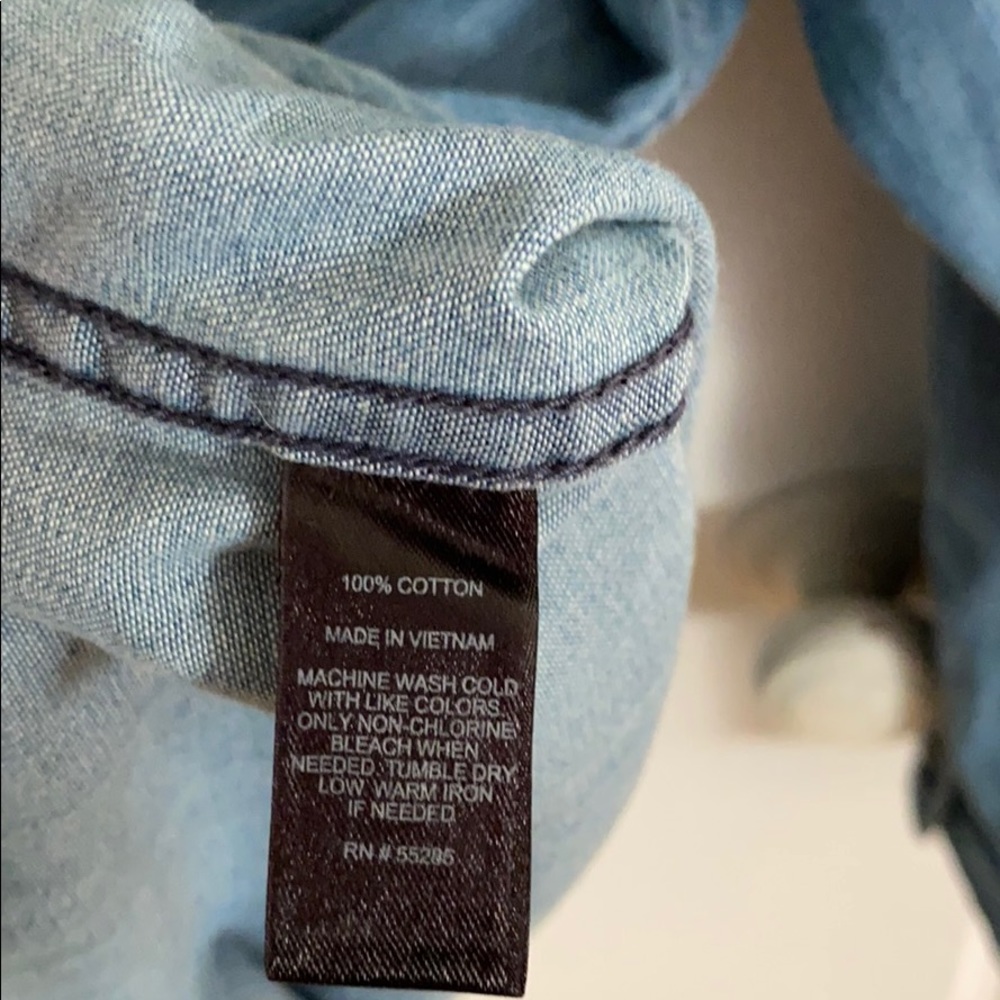 100% COTTON
MADE IN VIETNAM
MACHINE WASH COLD
WITH LIKE COLORS.
ONLY NON-CHLORINE
BLEACH WHEN
NEEDED. TUMBLE DRY
LOW. WARM IRON
IF NEEDED.
RN # 55285